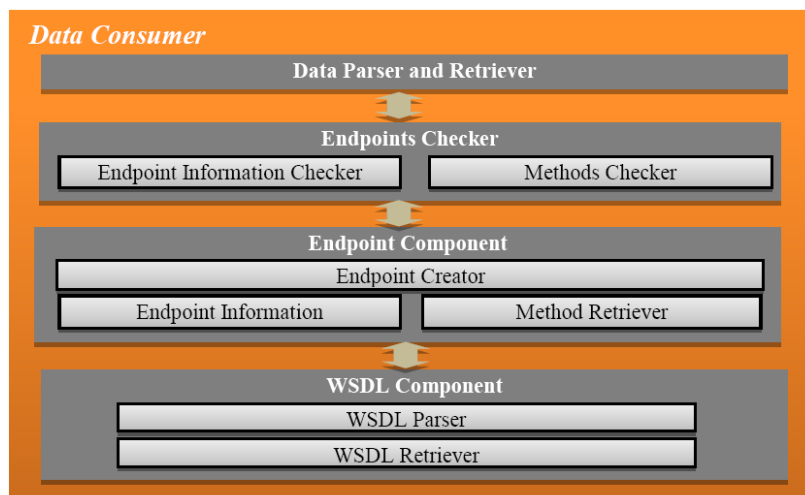 Data Consumer
Data Parser and Retriever
Endpoints Checker
Endpoint Information Checker
Methods Checker
Endpoint Component
Endpoint Creator
Endpoint Information
Method Retriever
WSDL Component
WSDL Parser
WSDL Retriever